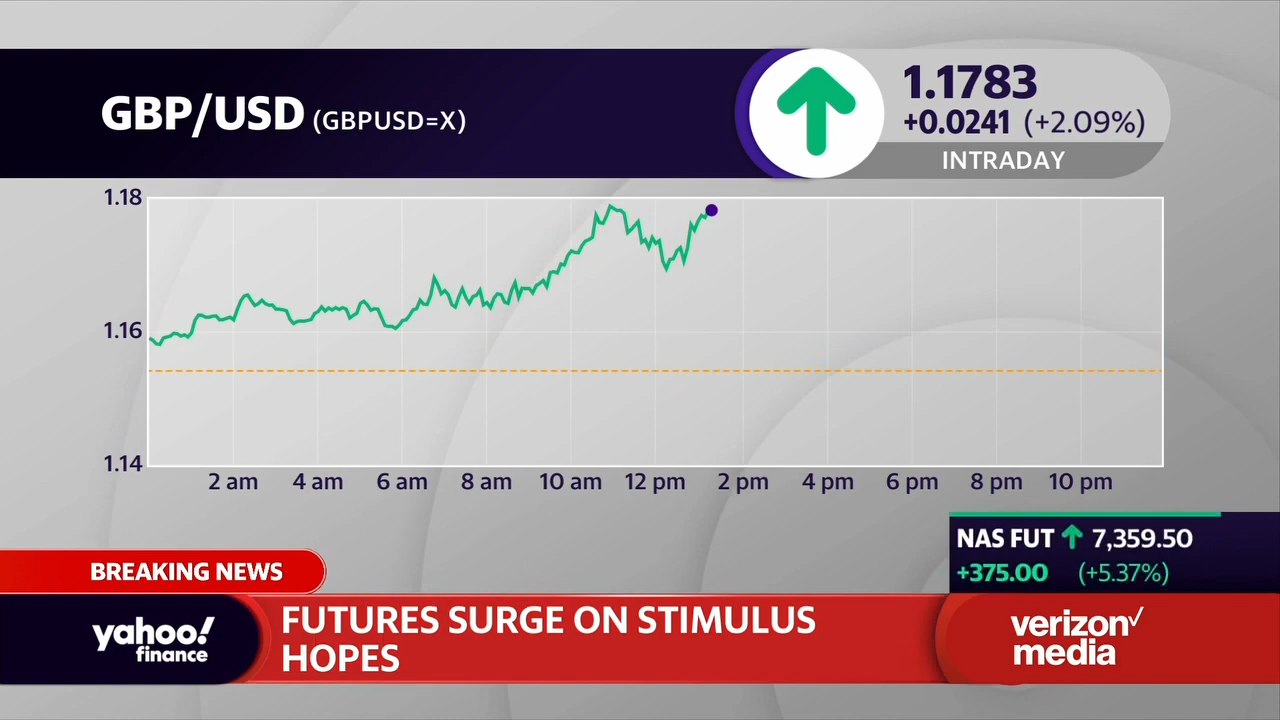 GBP/USD (GBPUSD=X)
1.1783
+0.0241 (+2.09%)
INTRADAY
1.18
1.16
1.14
2 am 4 am 6 am 8 am 10 am 12 pm 2 pm 4 pm 6 pm 8 pm 10 pm
NAS FUT 7,359.50
+375.00 (+5.37%)
BREAKING NEWS
yahoo!
finance
FUTURES SURGE ON STIMULUS
HOPES
verizon✓
media